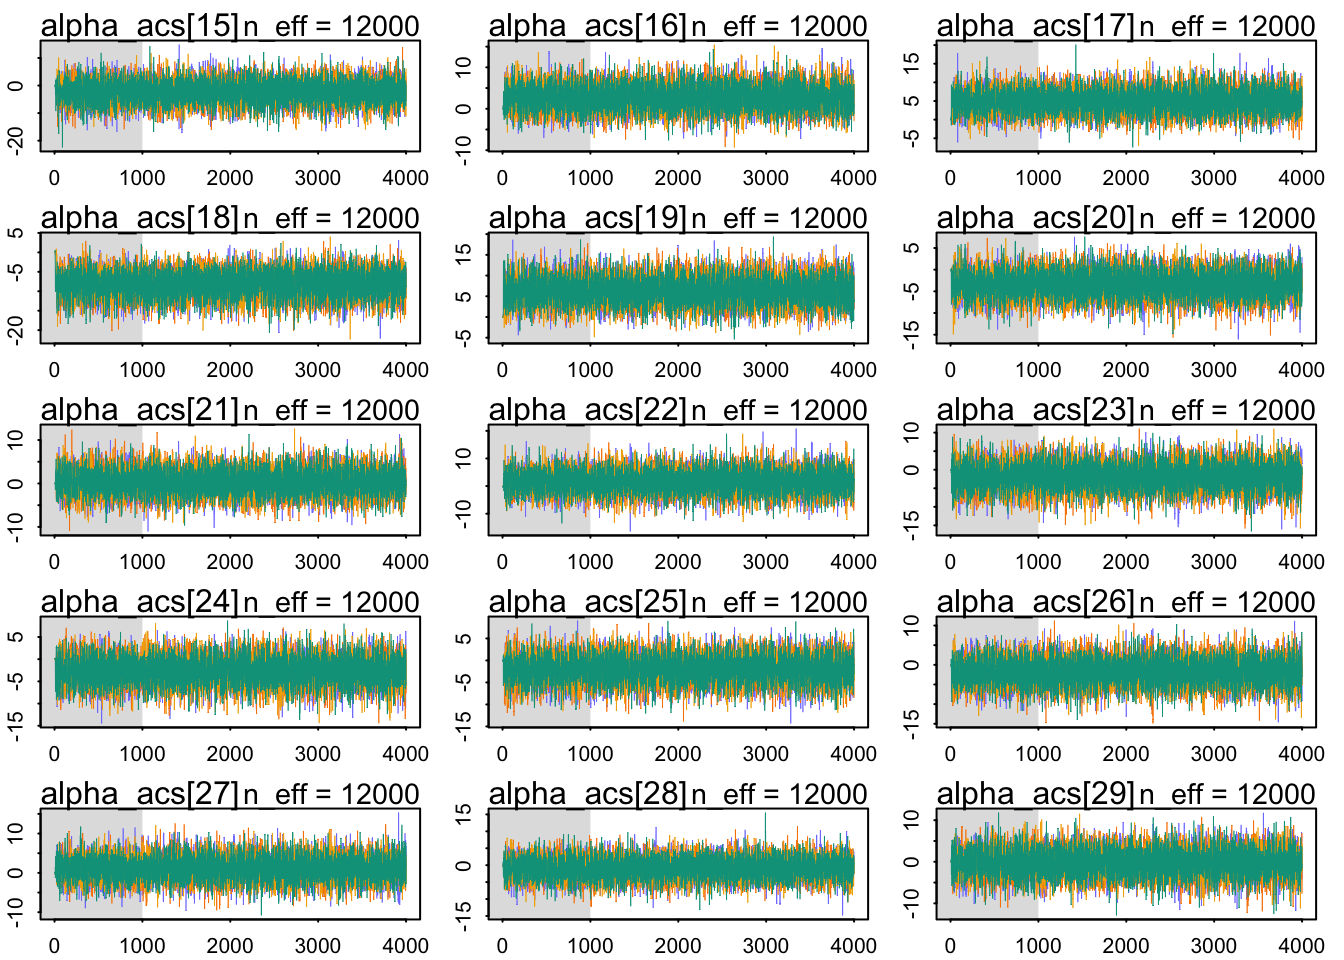 alpha_acs[15] n_eff = 12000 alpha_acs[16] n_eff = 12000 alpha_acs[17] n_eff = 12000
0 -20 10 0 -10 15 5 -5
0 1000 2000 3000 4000 0 1000 2000 3000 4000 0 1000 2000 3000 4000
alpha_acs[18] n_eff = 12000 alpha_acs[19] n_eff = 12000 alpha_acs[20] n_eff = 12000
5 -5 -20 15 5 -5 5 -5 -15
0 1000 2000 3000 4000 0 1000 2000 3000 4000 0 1000 2000 3000 4000
alpha_acs[21] n_eff = 12000 alpha_acs[22] n_eff = 12000 alpha_acs[23] n_eff = 12000
10 0 -10 10 -10 10 0 -15
0 1000 2000 3000 4000 0 1000 2000 3000 4000 0 1000 2000 3000 4000
alpha_acs[24] n_eff = 12000 alpha_acs[25] n_eff = 12000 alpha_acs[26] n_eff = 12000
5 -5 -15 5 -5 -15 10 0 -15
0 1000 2000 3000 4000 0 1000 2000 3000 4000 0 1000 2000 3000 4000
alpha_acs[27] n_eff = 12000 alpha_acs[28] n_eff = 12000 alpha_acs[29] n_eff = 12000
10 0 -10 15 0 -15 10 0 -10
0 1000 2000 3000 4000 0 1000 2000 3000 4000 0 1000 2000 3000 4000